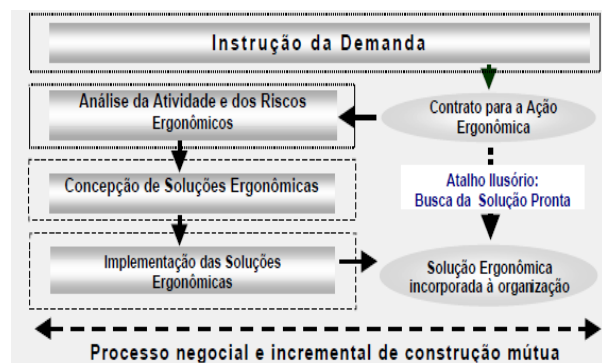 Instrução da Demanda
Análise da Atividade e dos Riscos
Ergonômicos
Contrato para a Ação
Ergonômica
Concepção de Soluções Ergonômicas
Atalho Ilusório:
Busca da Solução Pronta
Implementação das Soluções
Ergonômicas
Solução Ergonômica
incorporada à organização
Processo negocial e incremental de construção mútua